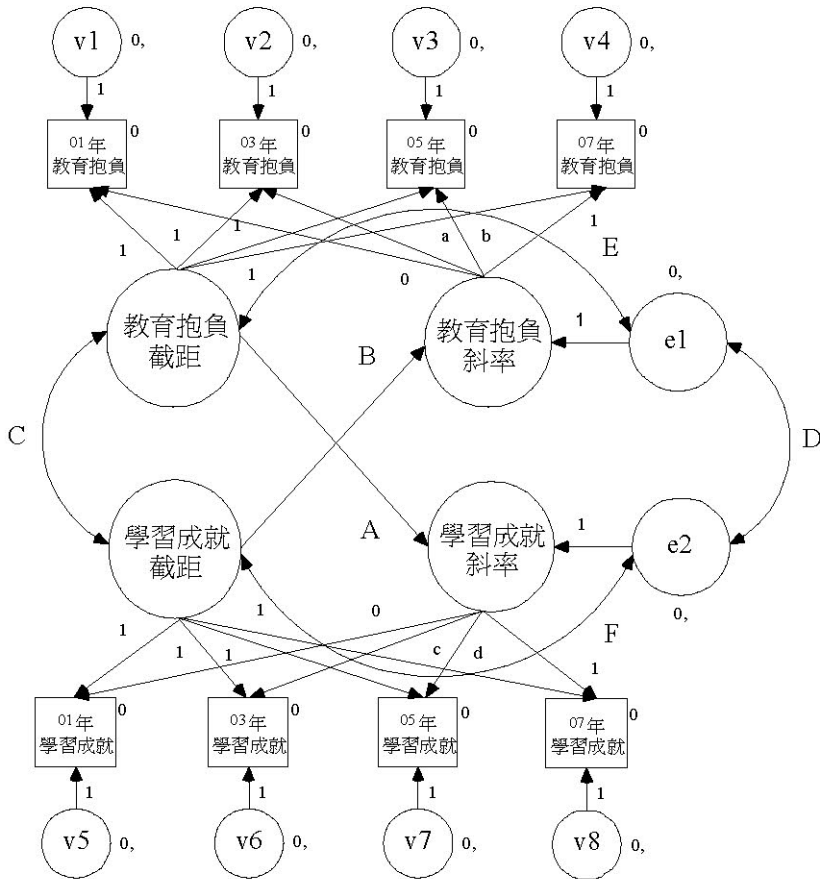 v1 0,
v2 0,
v3 0,
v4 0,
1
1
1
1
01年
教育抱負
0
03年
教育抱負
0
05年
教育抱負
0
07年
教育抱負
0
1
1
1
1
0
a
b
1
E
教育抱負
截距
教育抱負
斜率
1
0,
e1
B
C
D
A
學習成就
截距
學習成就
斜率
1
e2
0,
F
1
1
1
1
0
c
d
1
01年
學習成就
0
03年
學習成就
0
05年
學習成就
0
07年
學習成就
0
1
1
1
1
v5 0,
v6 0,
v7 0,
v8 0,